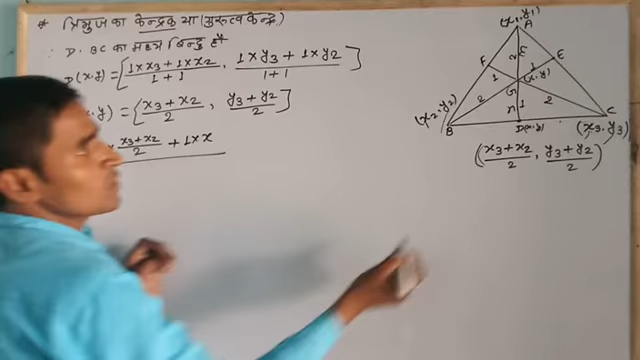 * त्रिभुज का केन्द्रक या (गुरुत्व केन्द्र)
∴ D. BC का मध्य बिन्दु है
D(x.y) = [(1×x3+1×x2)/(1+1), (1×y3+1×y2)/(1+1)]
.y) = [(x3+x2)/2, (y3+y2)/2]
(x3+x2)/2 + 1×x
(x1,y1)
A
F
E
2
m
1
1
(x.y)
G
2
2
1
n
(x2.y2)
B
D(x.y)
C
(x3.y3)
((x3+x2)/2, (y3+y2)/2)